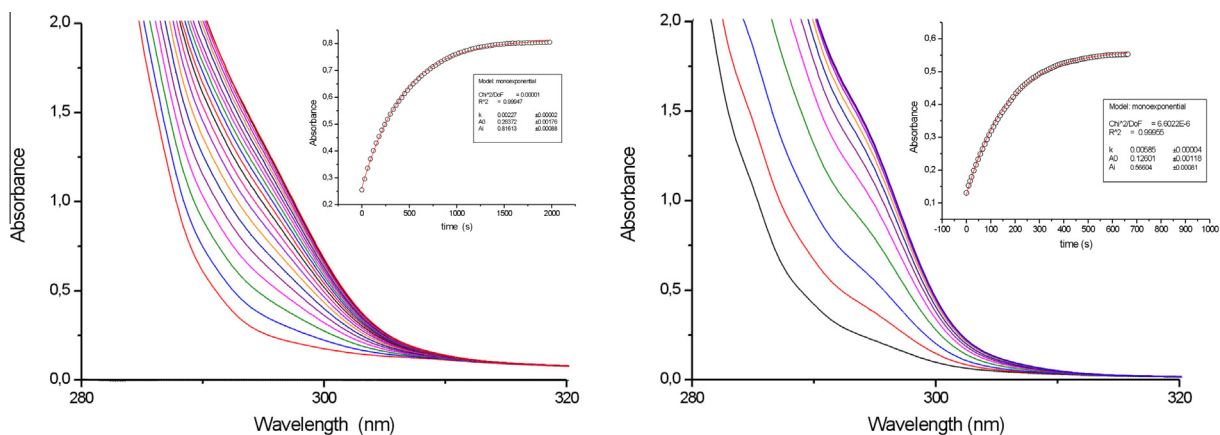 2,0
1,5
1,0
0,5
0,0
Absorbance
280
300
320
Wavelength (nm)
0,9
0,8
0,7
0,6
0,5
0,4
0,3
0,2
Absorbance
0
500
1000
1500
2000
time (s)
Model: monoexponential
Chi^2/DoF = 0.00001
R^2 = 0.99947
k 0.00227 ±0.00002
A0 0.26372 ±0.00176
Ai 0.81613 ±0.00088
2,0
1,5
1,0
0,5
0,0
Absorbance
280
300
320
Wavelength (nm)
0,6
0,5
0,4
0,3
0,2
0,1
Absorbance
-100
0
100
200
300
400
500
600
700
800
900
1000
time (s)
Model: monoexponential
Chi^2/DoF = 6.6022E-6
R^2 = 0.99955
k 0.00585 ±0.00004
A0 0.12601 ±0.00118
Ai 0.56604 ±0.00081